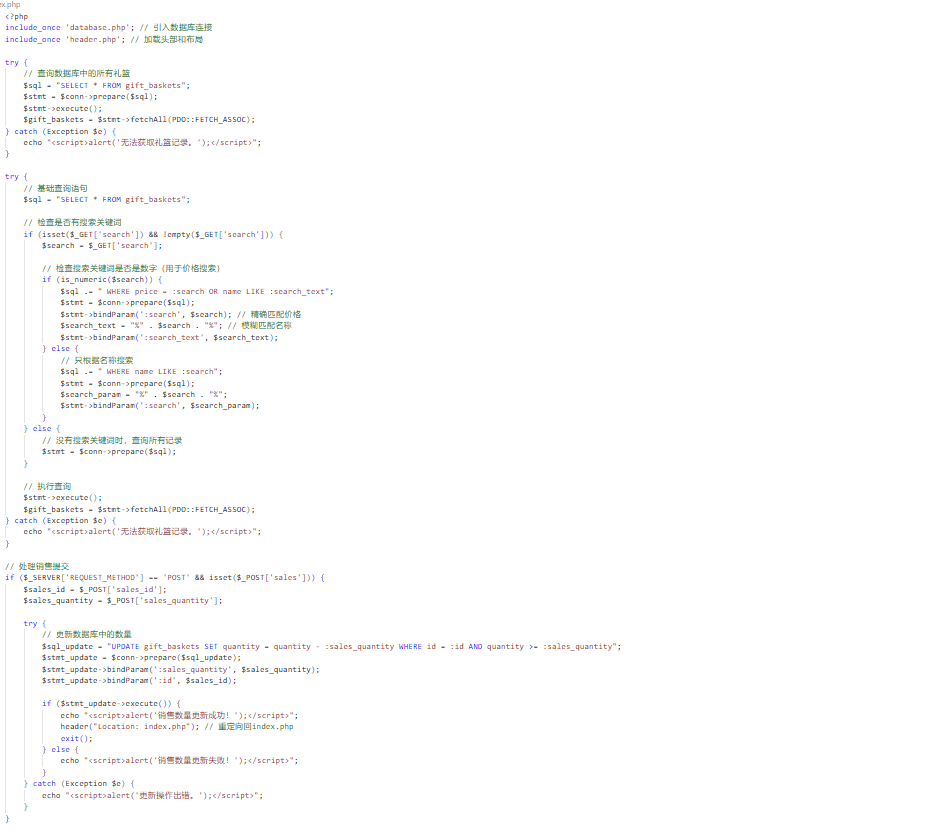 ex.php
<?php
include_once 'database.php'; // 引入数据库连接
include_once 'header.php'; // 加载头部和布局
try {
// 查询数据库中的所有礼篮
$sql = "SELECT * FROM gift_baskets";
$stmt = $conn->prepare($sql);
$stmt->execute();
$gift_baskets = $stmt->fetchAll(PDO::FETCH_ASSOC);
} catch (Exception $e) {
echo "<script>alert('无法获取礼篮记录。');</script>";
}
try {
// 基础查询语句
$sql = "SELECT * FROM gift_baskets";
// 检查是否有搜索关键词
if (isset($_GET['search']) && !empty($_GET['search'])) {
$search = $_GET['search'];
// 检查搜索关键词是否是数字（用于价格搜索）
if (is_numeric($search)) {
$sql .= " WHERE price = :search OR name LIKE :search_text";
$stmt = $conn->prepare($sql);
$stmt->bindParam(':search', $search); // 精确匹配价格
$search_text = "%" . $search . "%"; // 模糊匹配名称
$stmt->bindParam(':search_text', $search_text);
} else {
// 只根据名称搜索
$sql .= " WHERE name LIKE :search";
$stmt = $conn->prepare($sql);
$search_param = "%" . $search . "%";
$stmt->bindParam(':search', $search_param);
}
} else {
// 没有搜索关键词时，查询所有记录
$stmt = $conn->prepare($sql);
}
// 执行查询
$stmt->execute();
$gift_baskets = $stmt->fetchAll(PDO::FETCH_ASSOC);
} catch (Exception $e) {
echo "<script>alert('无法获取礼篮记录。');</script>";
}
// 处理销售提交
if ($_SERVER['REQUEST_METHOD'] == 'POST' && isset($_POST['sales'])) {
$sales_id = $_POST['sales_id'];
$sales_quantity = $_POST['sales_quantity'];
try {
// 更新数据库中的数量
$sql_update = "UPDATE gift_baskets SET quantity = quantity - :sales_quantity WHERE id = :id AND quantity >= :sales_quantity";
$stmt_update = $conn->prepare($sql_update);
$stmt_update->bindParam(':sales_quantity', $sales_quantity);
$stmt_update->bindParam(':id', $sales_id);
if ($stmt_update->execute()) {
echo "<script>alert('销售数量更新成功！');</script>";
header("Location: index.php"); // 重定向回index.php
exit();
} else {
echo "<script>alert('销售数量更新失败！');</script>";
}
} catch (Exception $e) {
echo "<script>alert('更新操作出错。');</script>";
}
}